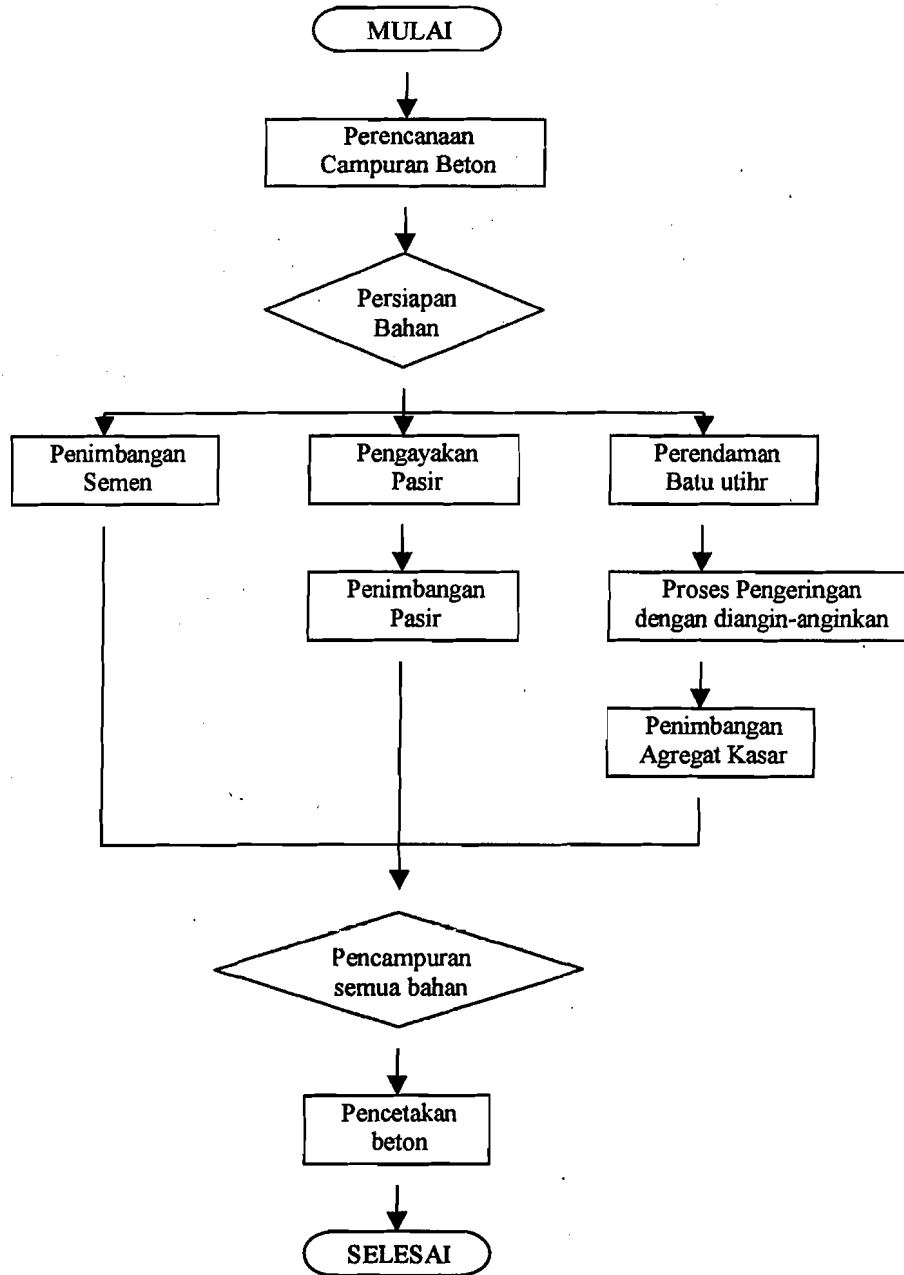 MULAI
Perencanaan
Campuran Beton
Persiapan
Bahan
Penimbangan
Semen
Pengayakan
Pasir
Perendaman
Batu utihr
Penimbangan
Pasir
Proses Pengeringan
dengan diangin-anginkan
Penimbangan
Agregat Kasar
Pencampuran
semua bahan
Pencetakan
beton
SELESAI